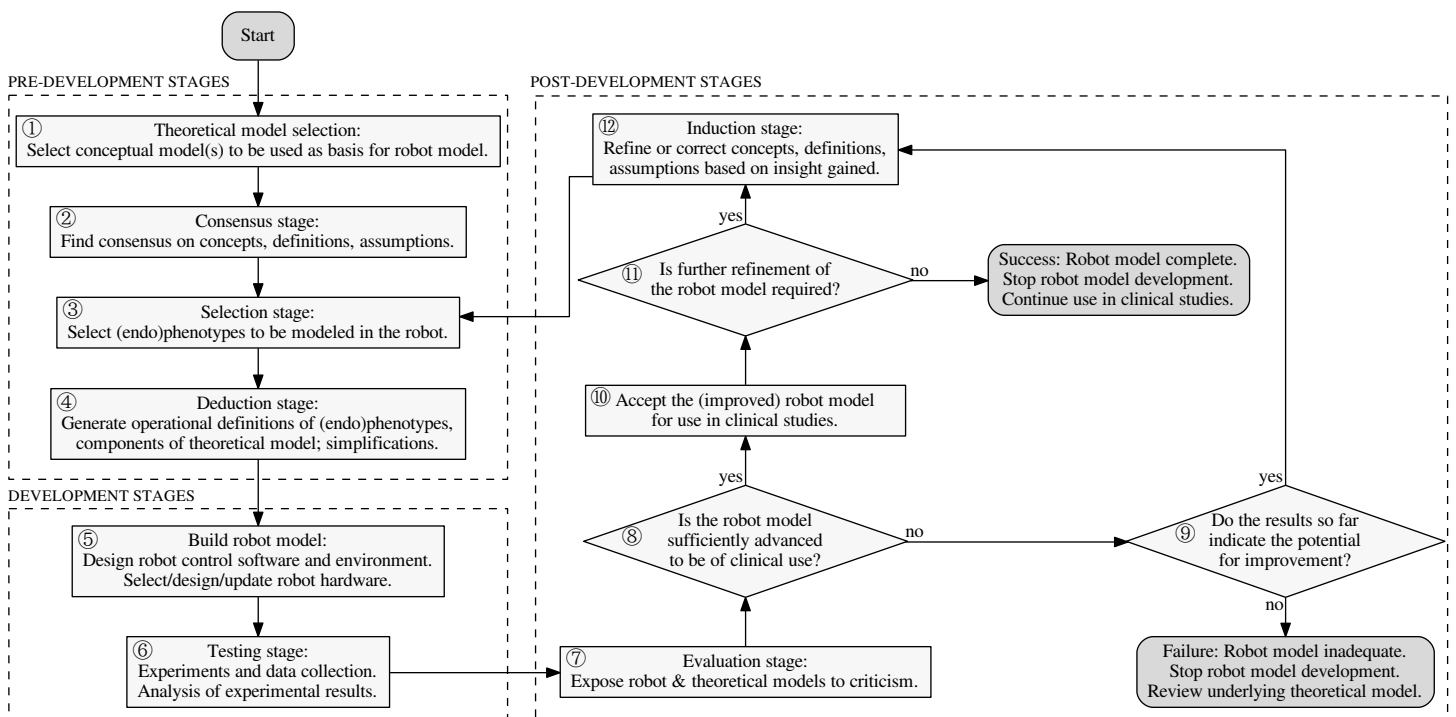 Start
PRE-DEVELOPMENT STAGES
① Theoretical model selection:
Select conceptual model(s) to be used as basis for robot model.
② Consensus stage:
Find consensus on concepts, definitions, assumptions.
③ Selection stage:
Select (endo)phenotypes to be modeled in the robot.
④ Deduction stage:
Generate operational definitions of (endo)phenotypes,
components of theoretical model; simplifications.
DEVELOPMENT STAGES
⑤ Build robot model:
Design robot control software and environment.
Select/design/update robot hardware.
⑥ Testing stage:
Experiments and data collection.
Analysis of experimental results.
POST-DEVELOPMENT STAGES
⑦ Evaluation stage:
Expose robot & theoretical models to criticism.
⑧ Is the robot model
sufficiently advanced
to be of clinical use?
yes
no
⑨ Do the results so far
indicate the potential
for improvement?
yes
no
Failure: Robot model inadequate.
Stop robot model development.
Review underlying theoretical model.
⑩ Accept the (improved) robot model
for use in clinical studies.
⑪ Is further refinement of
the robot model required?
yes
no
Success: Robot model complete.
Stop robot model development.
Continue use in clinical studies.
⑫ Induction stage:
Refine or correct concepts, definitions,
assumptions based on insight gained.